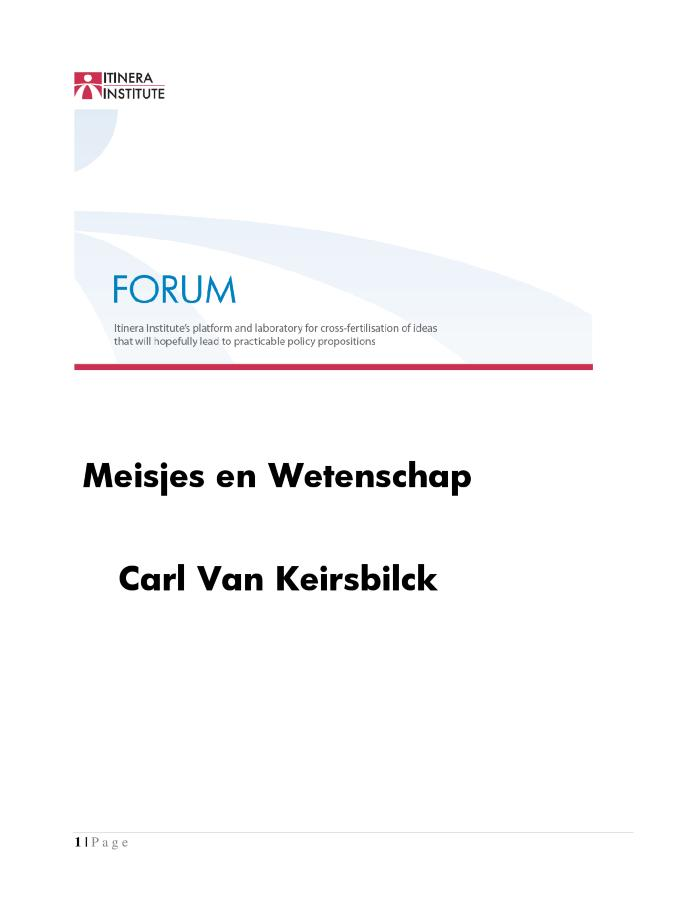 ITINERA
INSTITUTE
FORUM
Itinera Institute's platform and laboratory for cross-fertilisation of ideas
that will hopefully lead to practicable policy propositions
Meisjes en Wetenschap
Carl Van Keirsbilck
1 | Page